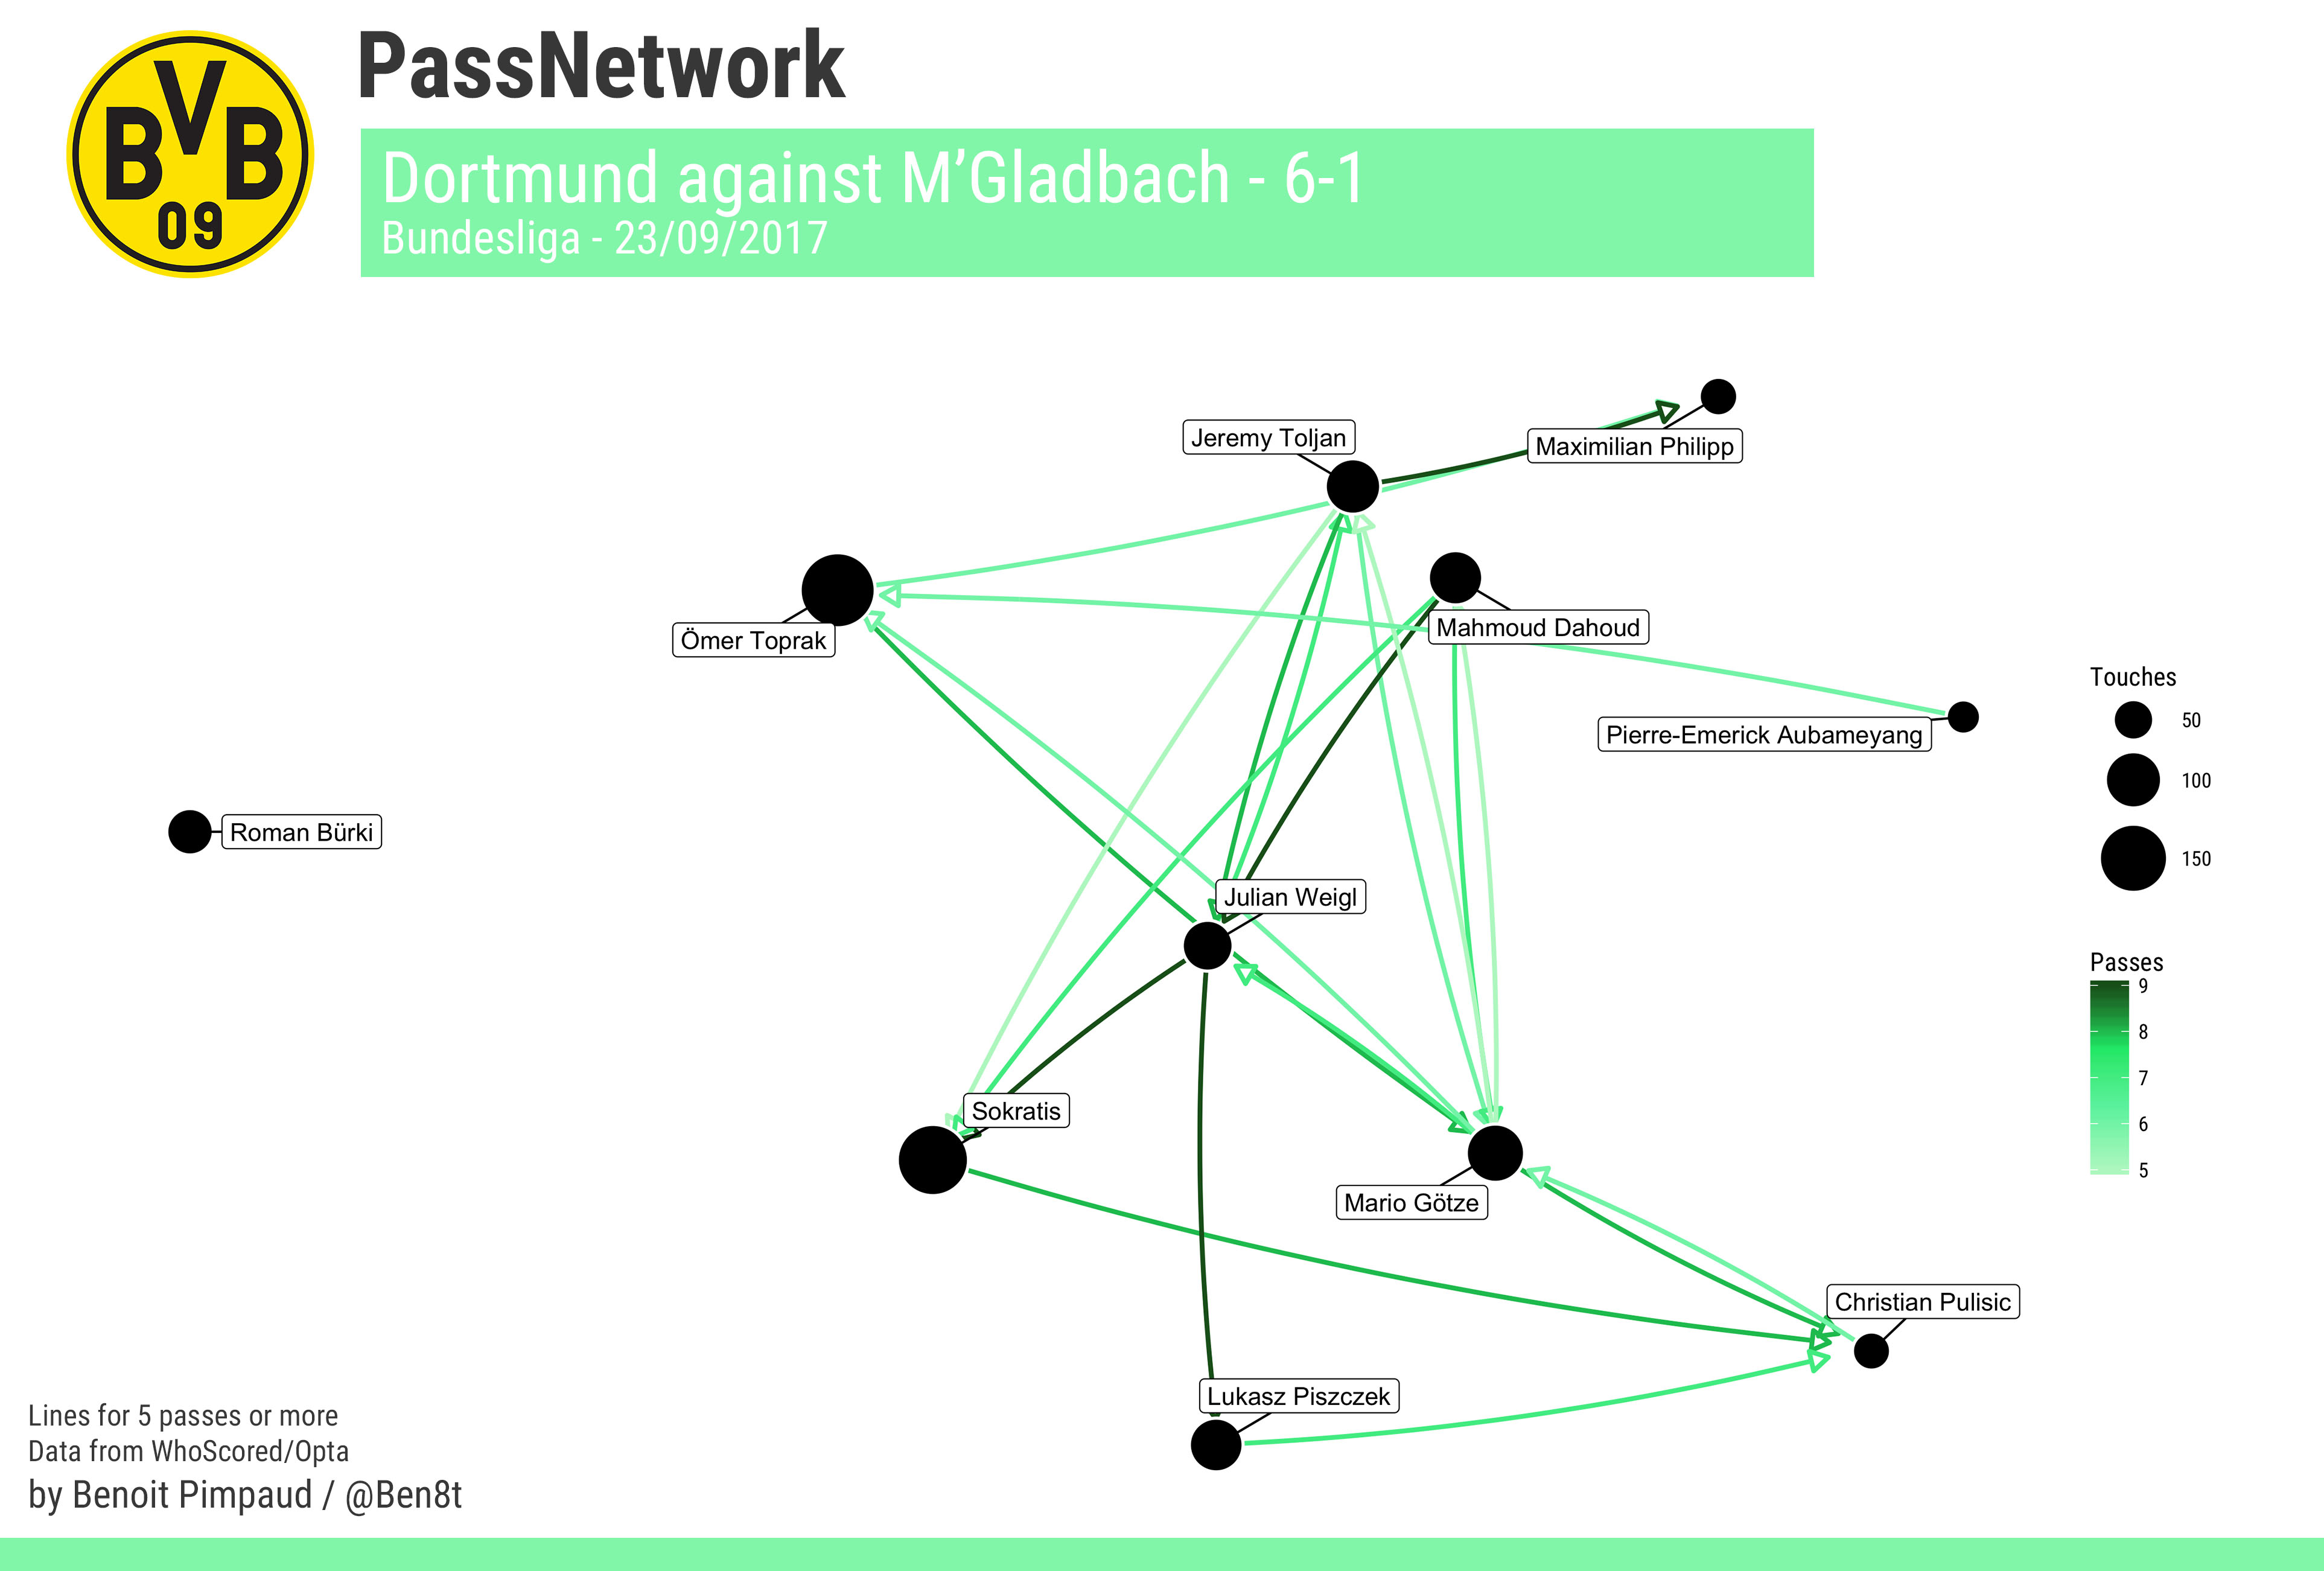 BVB
09
PassNetwork
Dortmund against M’Gladbach - 6-1
Bundesliga - 23/09/2017
Jeremy Toljan
Maximilian Philipp
Ömer Toprak
Mahmoud Dahoud
Pierre-Emerick Aubameyang
Roman Bürki
Julian Weigl
Sokratis
Mario Götze
Christian Pulisic
Lukasz Piszczek
Touches
50
100
150
Passes
9
8
7
6
5
Lines for 5 passes or more
Data from WhoScored/Opta
by Benoit Pimpaud / @Ben8t